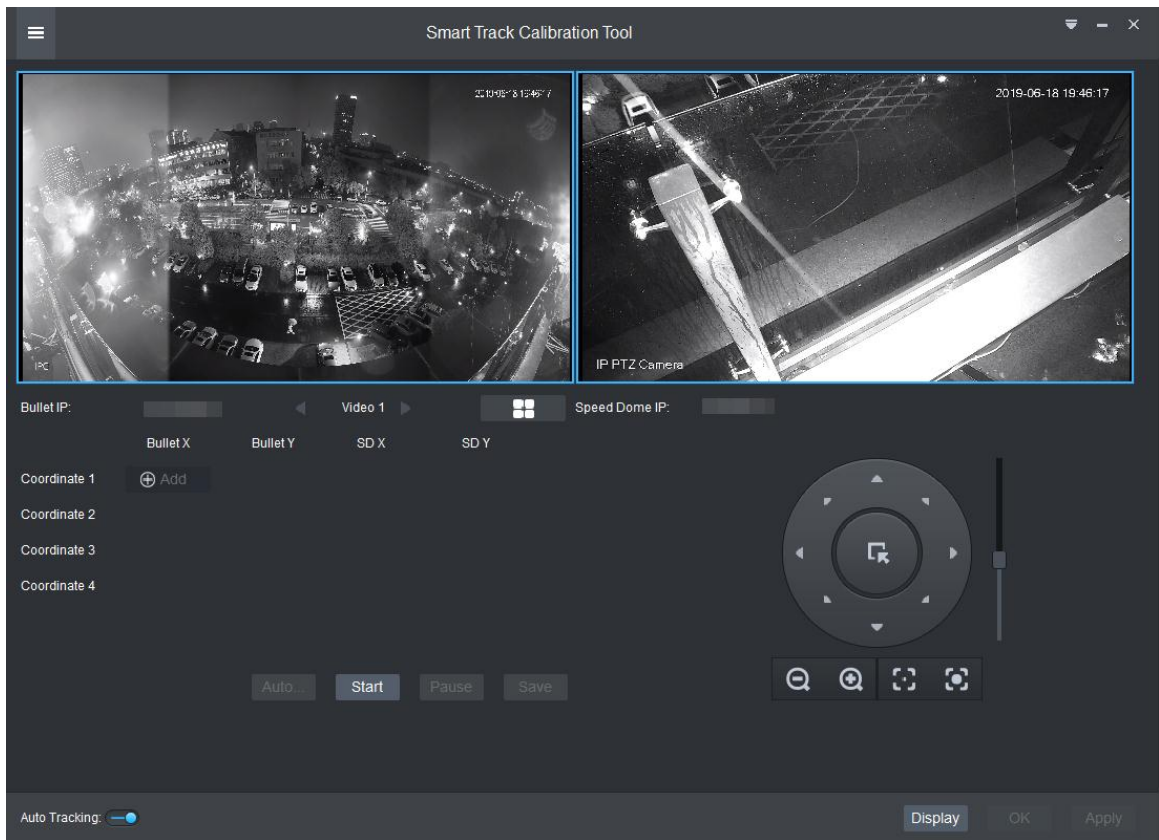 Smart Track Calibration Tool
2019-06-18 19:46:17
IPC
IP PTZ Camera
Bullet IP:
Video 1
Speed Dome IP:
Bullet X Bullet Y SD X SD Y
Coordinate 1 Add
Coordinate 2
Coordinate 3
Coordinate 4
Auto... Start Pause Save
Auto Tracking: Display OK Apply